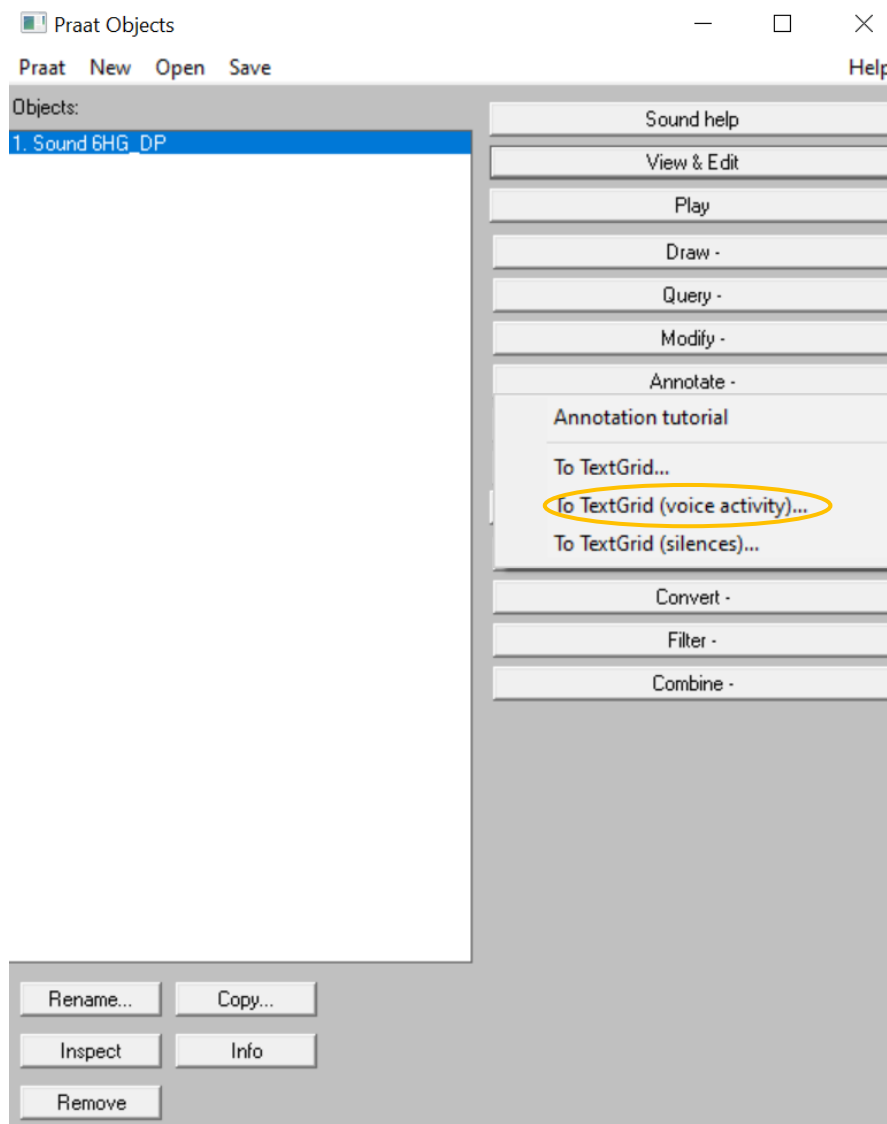 Praat Objects
Praat New Open Save Help
Objects:
1. Sound 6HG_DP
Sound help
View & Edit
Play
Draw -
Query -
Modify -
Annotate -
Annotation tutorial
To TextGrid...
To TextGrid (voice activity)...
To TextGrid (silences)...
Convert -
Filter -
Combine -
Rename... Copy...
Inspect Info
Remove